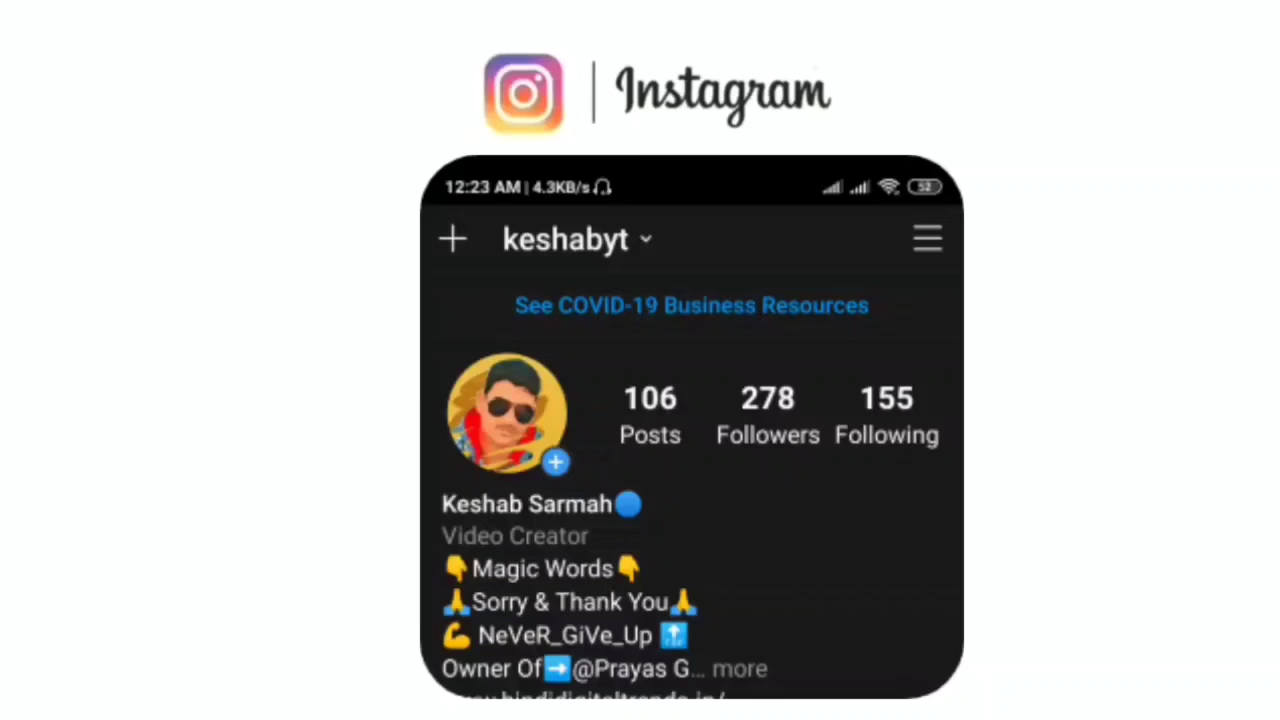 Instagram
12:23 AM | 4.3KB/s 52
keshabyt
See COVID-19 Business Resources
106 278 155
Posts Followers Following
Keshab Sarmah🔵
Video Creator
👇Magic Words👇
🙏Sorry & Thank You🙏
💪 NeVeR_GiVe_Up ⬆️
Owner Of➡️@Prayas G... more